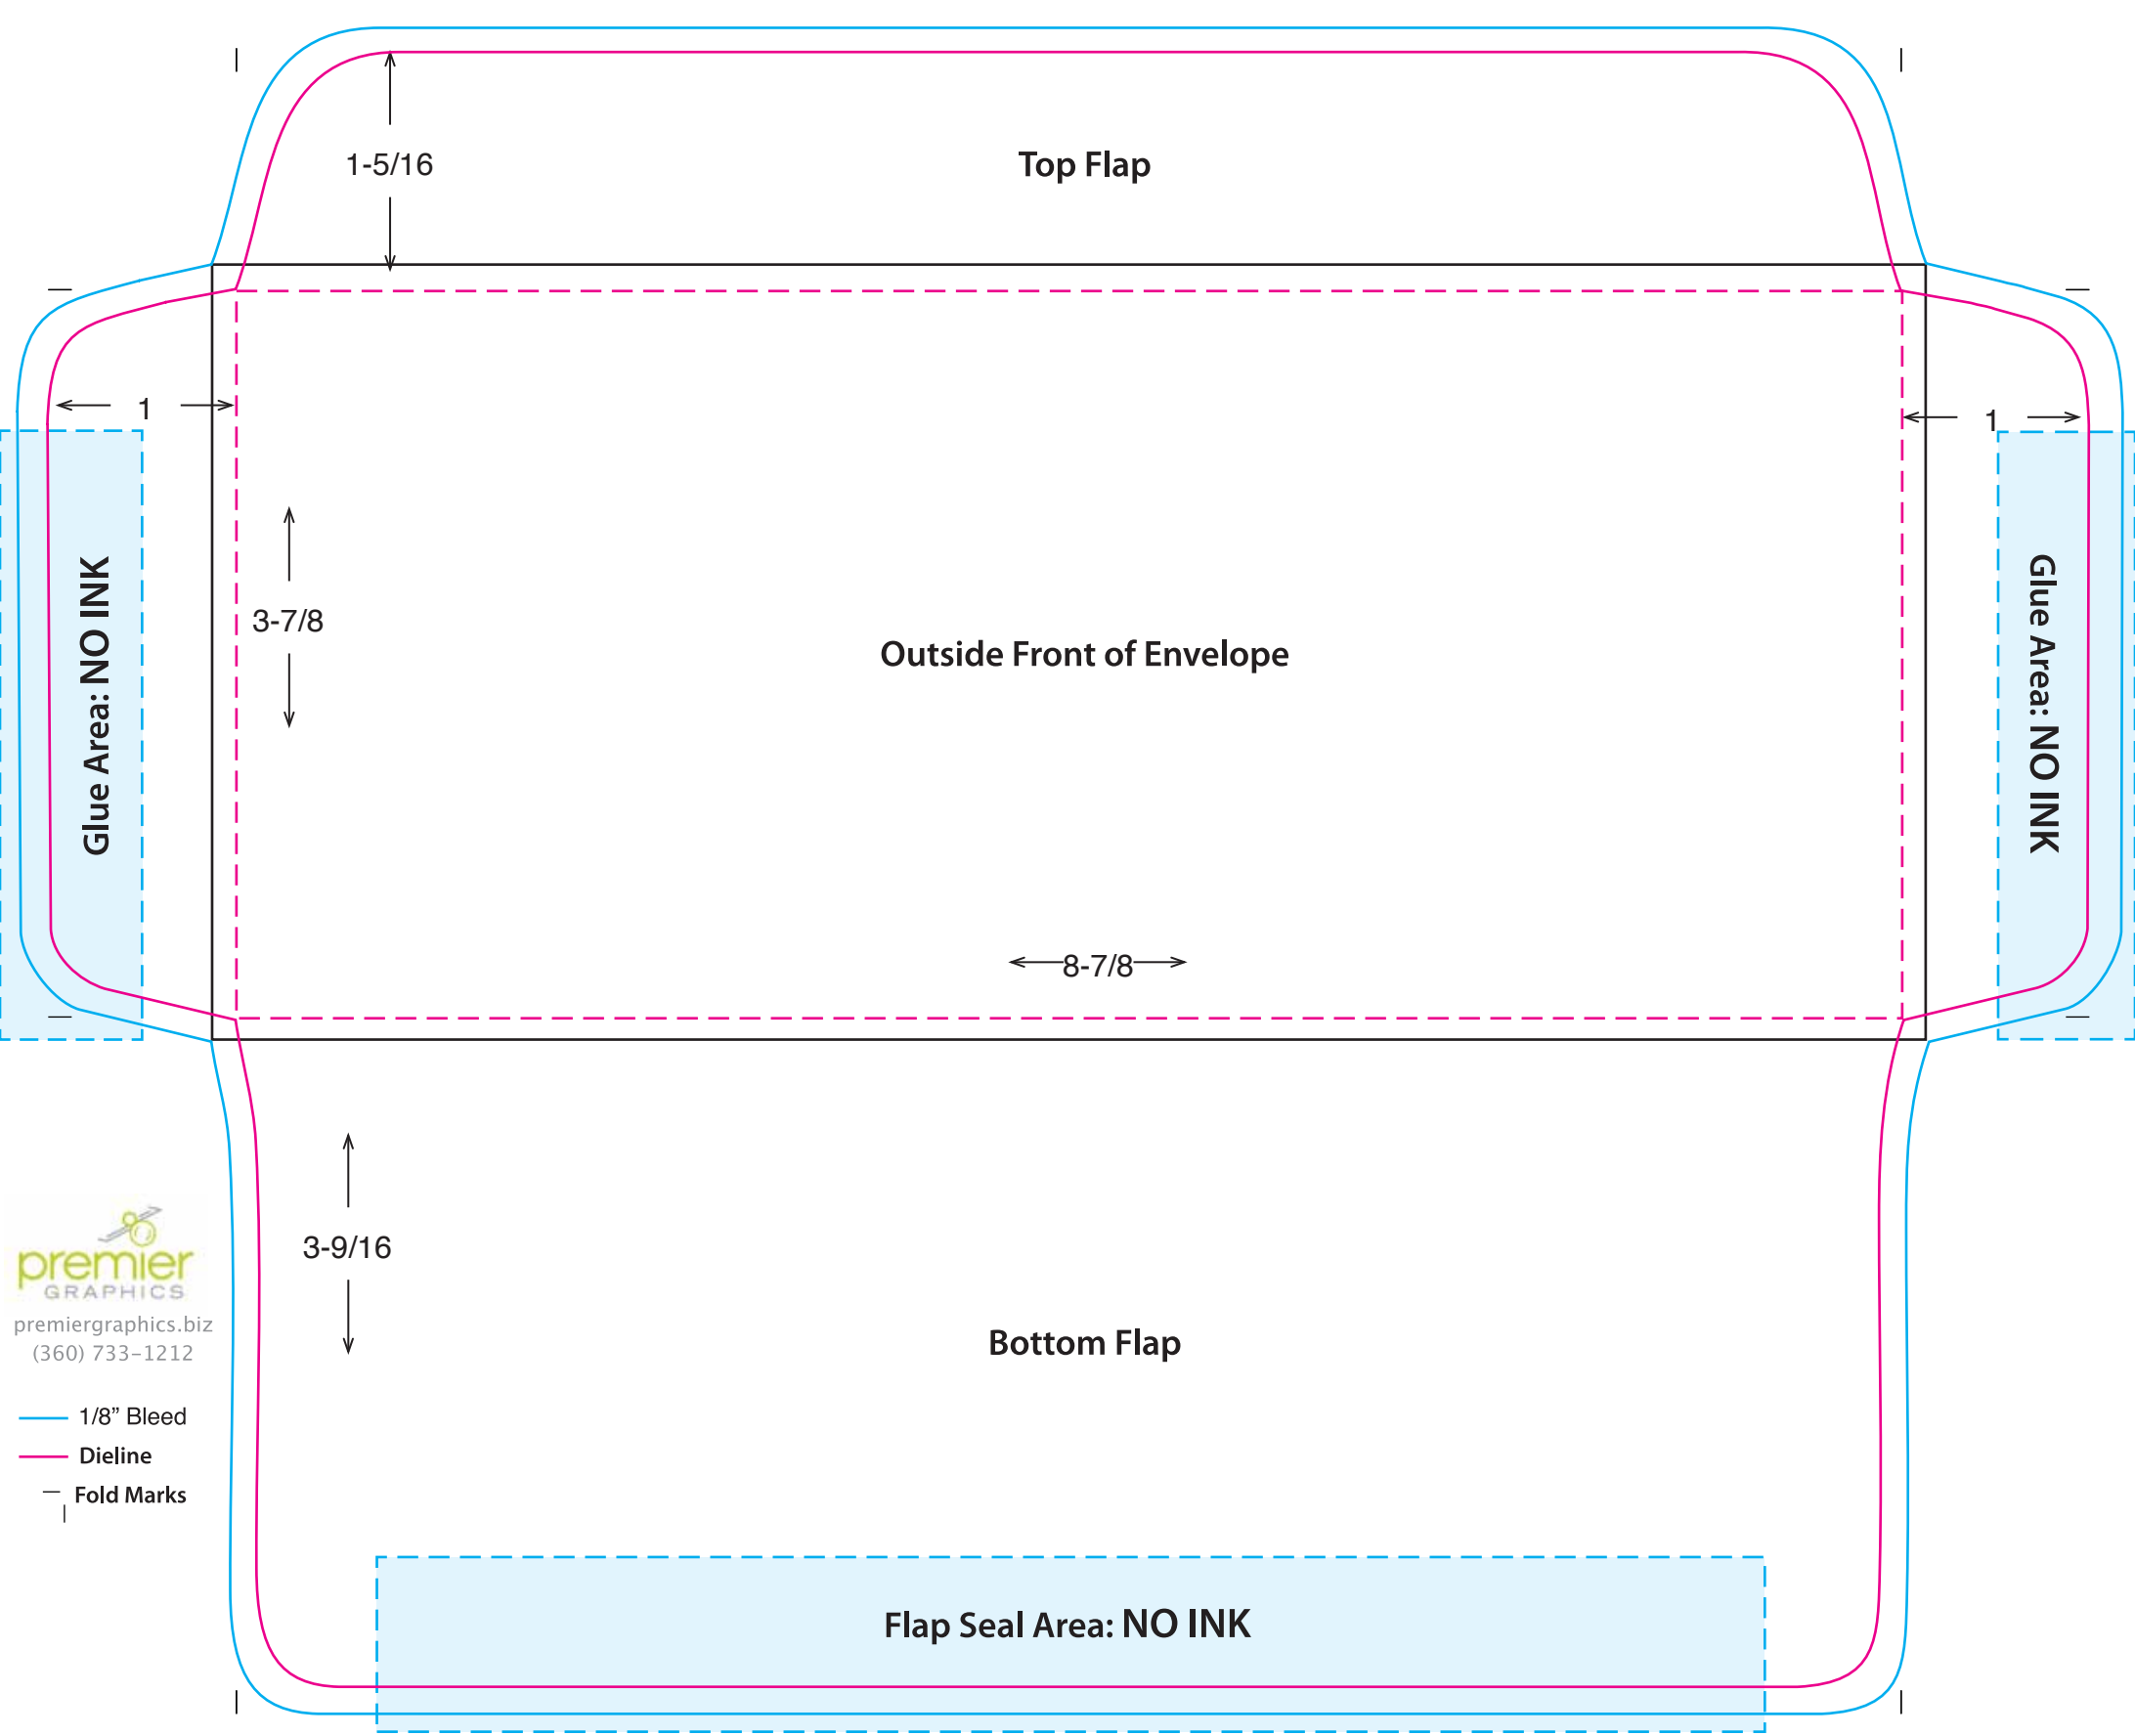 1-5/16
Top Flap
1
1
Glue Area: NO INK
3-7/8
Outside Front of Envelope
Glue Area: NO INK
8-7/8
3-9/16
premier
GRAPHICS
premiergraphics.biz
(360) 733-1212
Bottom Flap
1/8” Bleed
Dieline
Fold Marks
Flap Seal Area: NO INK